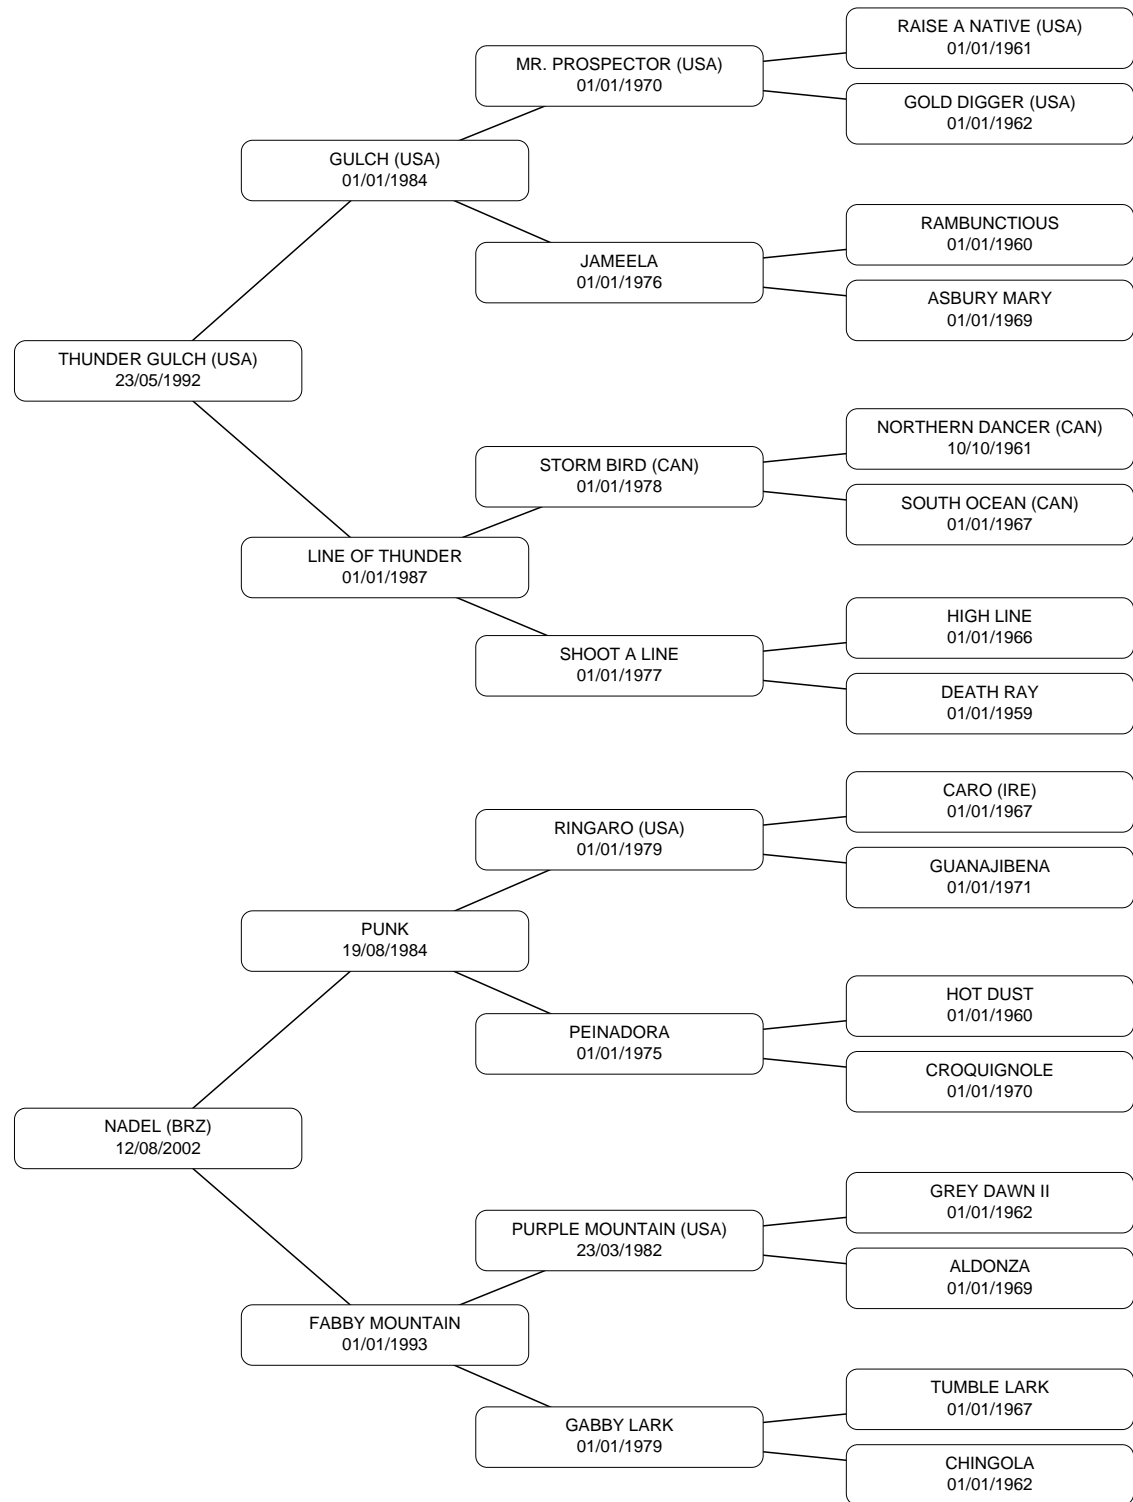 RAISE A NATIVE (USA)
01/01/1961
MR. PROSPECTOR (USA)
01/01/1970
GOLD DIGGER (USA)
01/01/1962
GULCH (USA)
01/01/1984
RAMBUNCTIOUS
01/01/1960
JAMEELA
01/01/1976
ASBURY MARY
01/01/1969
THUNDER GULCH (USA)
23/05/1992
NORTHERN DANCER (CAN)
10/10/1961
STORM BIRD (CAN)
01/01/1978
SOUTH OCEAN (CAN)
01/01/1967
LINE OF THUNDER
01/01/1987
HIGH LINE
01/01/1966
SHOOT A LINE
01/01/1977
DEATH RAY
01/01/1959
CARO (IRE)
01/01/1967
RINGARO (USA)
01/01/1979
GUANAJIBENA
01/01/1971
PUNK
19/08/1984
HOT DUST
01/01/1960
PEINADORA
01/01/1975
CROQUIGNOLE
01/01/1970
NADEL (BRZ)
12/08/2002
GREY DAWN II
01/01/1962
PURPLE MOUNTAIN (USA)
23/03/1982
ALDONZA
01/01/1969
FABBY MOUNTAIN
01/01/1993
TUMBLE LARK
01/01/1967
GABBY LARK
01/01/1979
CHINGOLA
01/01/1962